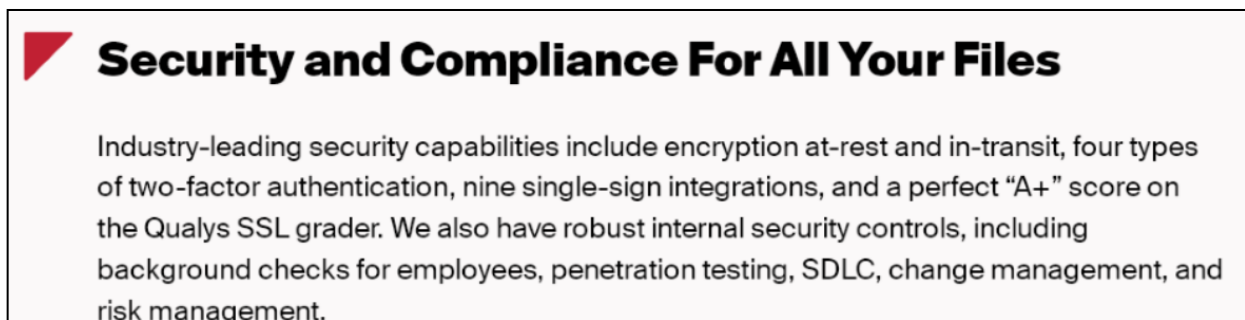 Security and Compliance For All Your Files
Industry-leading security capabilities include encryption at-rest and in-transit, four types
of two-factor authentication, nine single-sign integrations, and a perfect “A+” score on
the Qualys SSL grader. We also have robust internal security controls, including
background checks for employees, penetration testing, SDLC, change management, and
risk management.